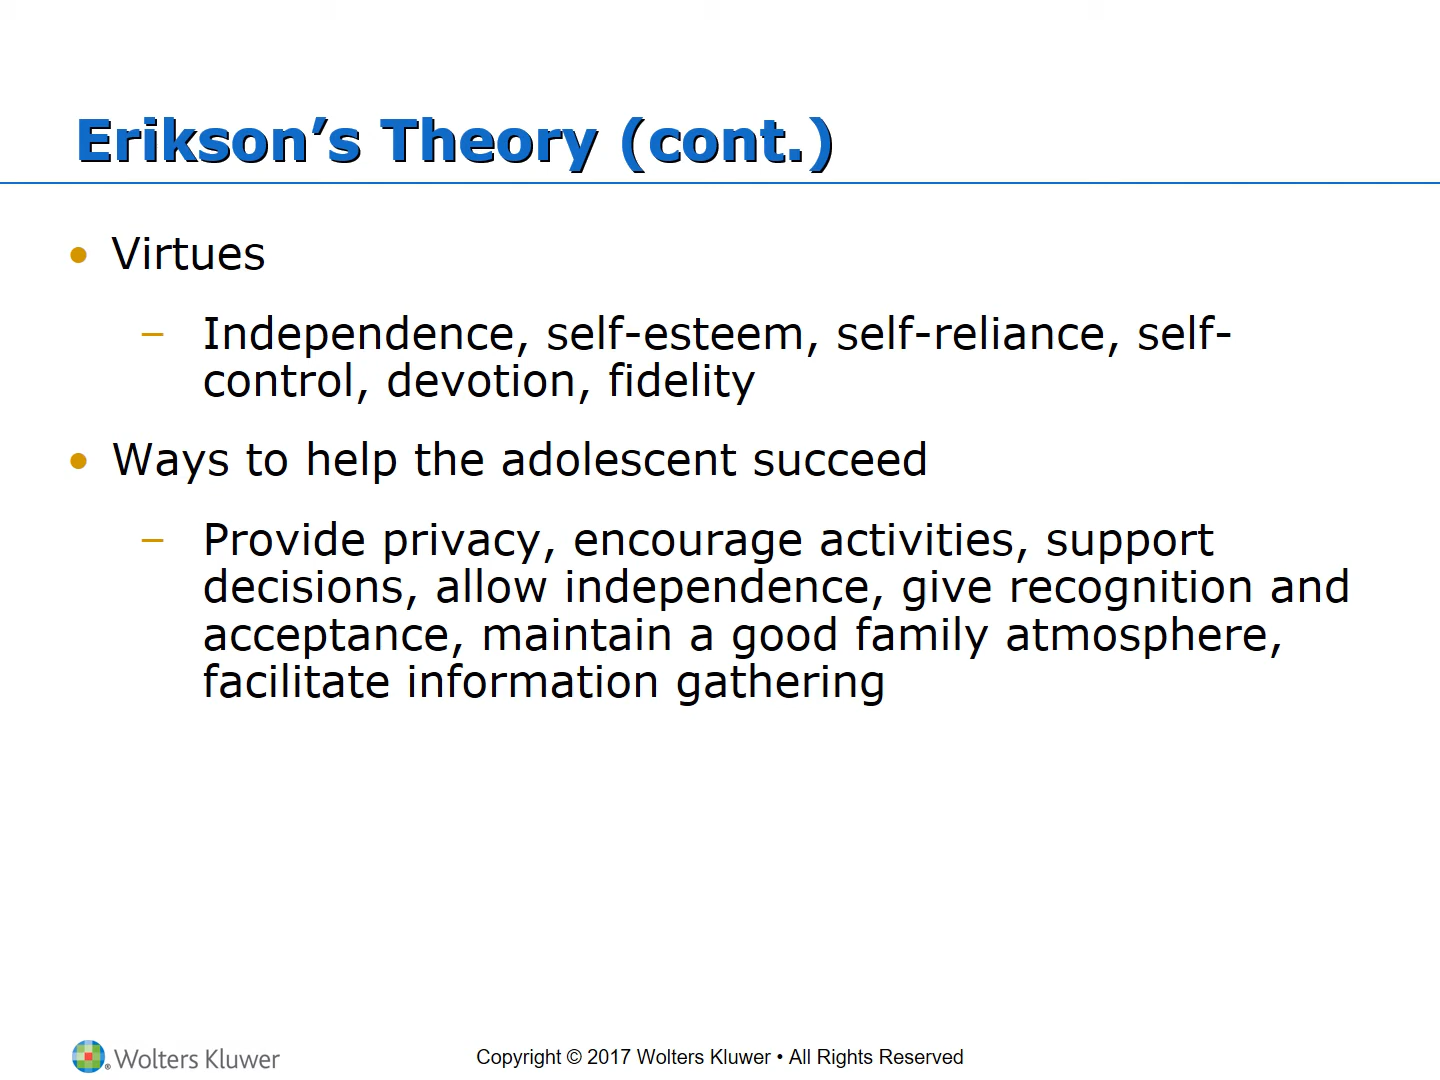 Erikson’s Theory (cont.)
• Virtues
– Independence, self-esteem, self-reliance, self-
control, devotion, fidelity
• Ways to help the adolescent succeed
– Provide privacy, encourage activities, support
decisions, allow independence, give recognition and
acceptance, maintain a good family atmosphere,
facilitate information gathering
®
Wolters Kluwer
Copyright © 2017 Wolters Kluwer • All Rights Reserved